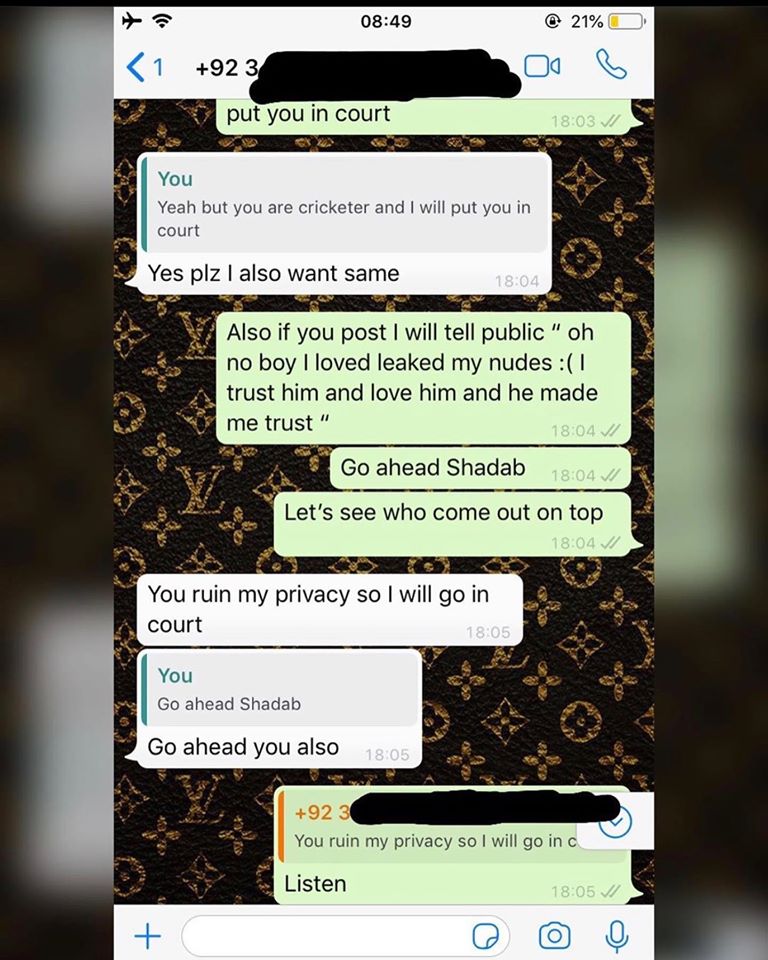 08:49
21%
1
+92 3
put you in court
18:03
You
Yeah but you are cricketer and I will put you in
court
Yes plz I also want same
18:04
Also if you post I will tell public “ oh
no boy I loved leaked my nudes :( I
trust him and love him and he made
me trust “
18:04
Go ahead Shadab
18:04
Let’s see who come out on top
18:04
You ruin my privacy so I will go in
court
18:05
You
Go ahead Shadab
Go ahead you also
18:05
+92 3
You ruin my privacy so I will go in c
Listen
18:05